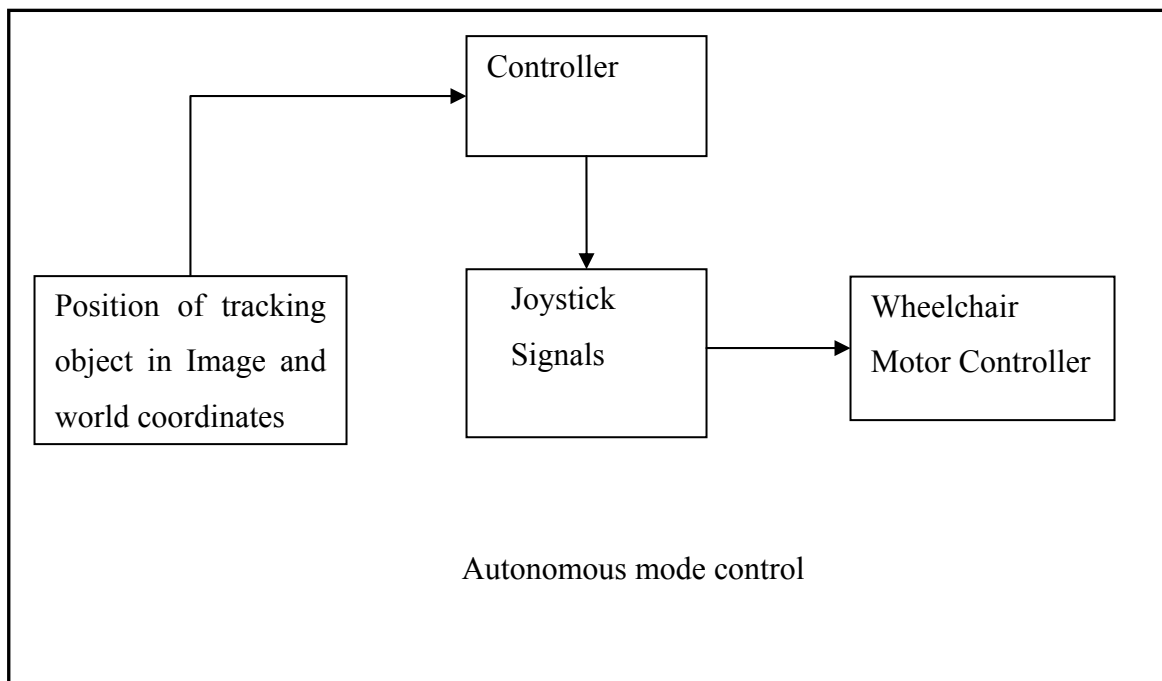 Controller
Position of tracking
object in Image and
world coordinates
Joystick
Signals
Wheelchair
Motor Controller
Autonomous mode control